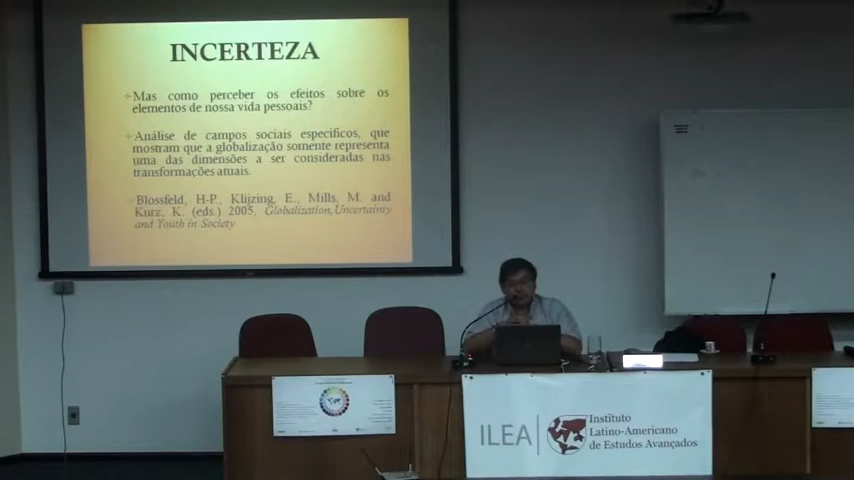 INCERTEZA
Mas como perceber os efeitos sobre os
elementos de nossa vida pessoais?
Análise de campos sociais específicos, que
mostram que a globalização somente representa
uma das dimensões a ser consideradas nas
transformações atuais.
Blossfeld, H-P., Klijzing, E., Mills, M. and
Kurz, K. (eds.) 2005, Globalization, Uncertainty
and Youth in Society
ILEA
Instituto
Latino-Americano
de Estudos Avançados